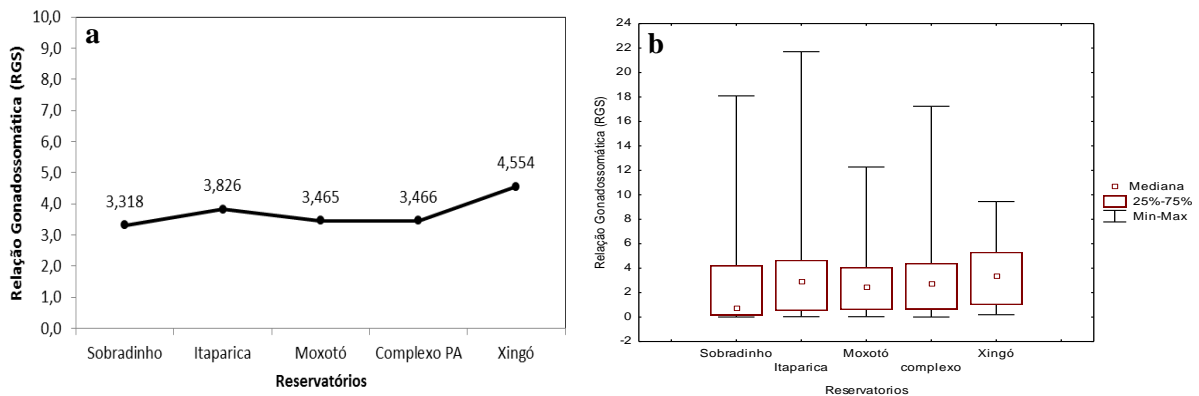 a
Relação Gonadossomática (RGS)
10,0
9,0
8,0
7,0
6,0
5,0
4,0
3,0
2,0
1,0
0,0
3,318
3,826
3,465
3,466
4,554
Sobradinho
Itaparica
Moxotó
Complexo PA
Xingó
Reservatórios
b
Relação Gonadossomática (RGS)
24
22
20
18
16
14
12
10
8
6
4
2
0
-2
Sobradinho
Itaparica
Moxotó
complexo
Xingó
Reservatorios
Mediana
25%-75%
Min-Max